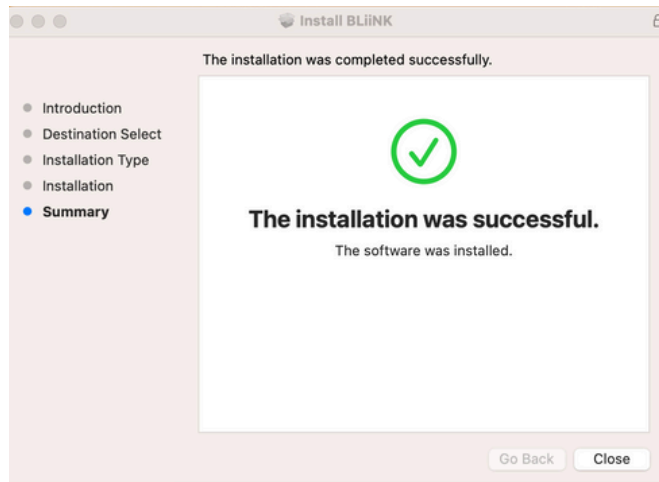 Install BLiiNK
The installation was completed successfully.
Introduction
Destination Select
Installation Type
Installation
Summary
The installation was successful.
The software was installed.
Go Back
Close